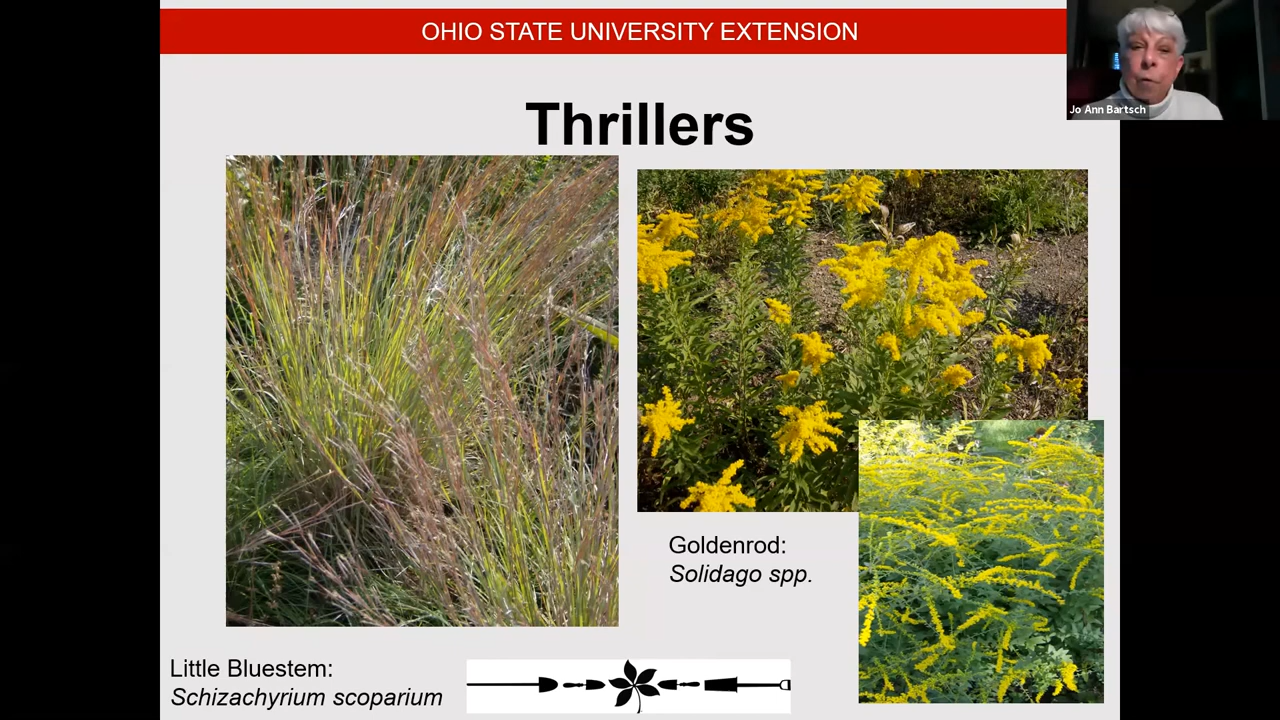 OHIO STATE UNIVERSITY EXTENSION
Jo Ann Bartsch
Thrillers
Goldenrod:
Solidago spp.
Little Bluestem:
Schizachyrium scoparium